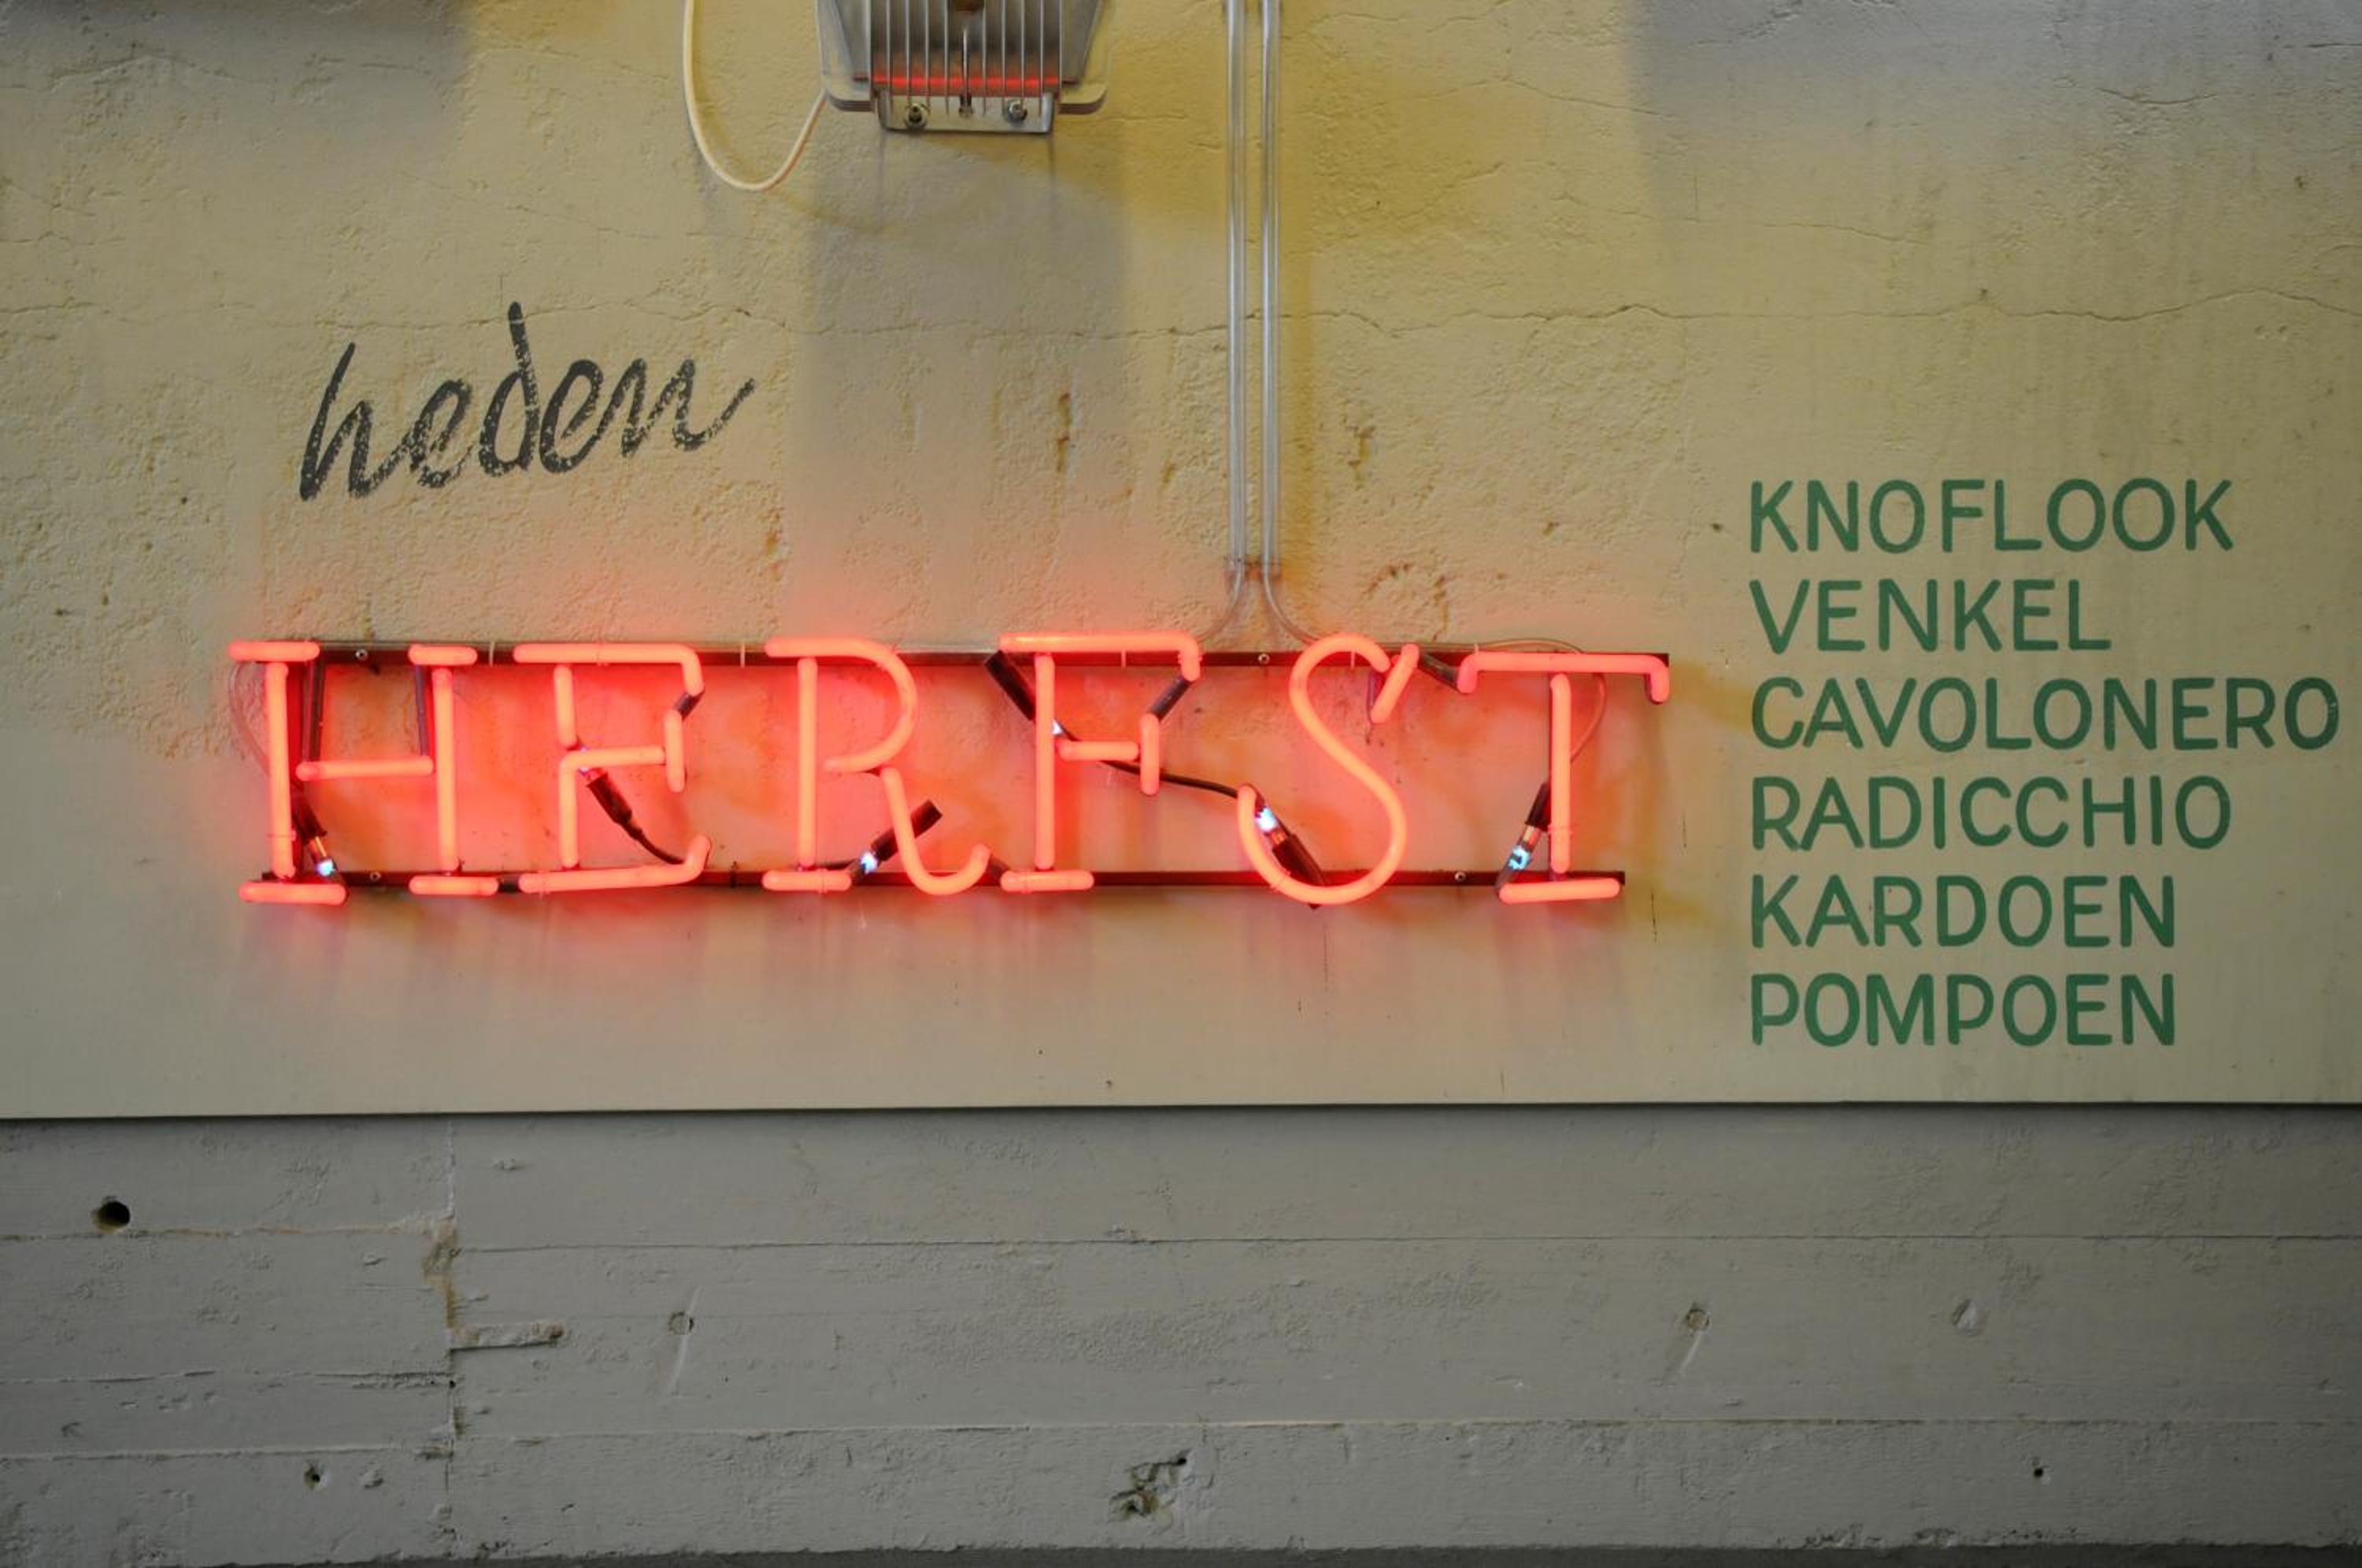 heden
HERFST
KNOFLOOK
VENKEL
CAVOLONERO
RADICCHIO
KARDOEN
POMPOEN